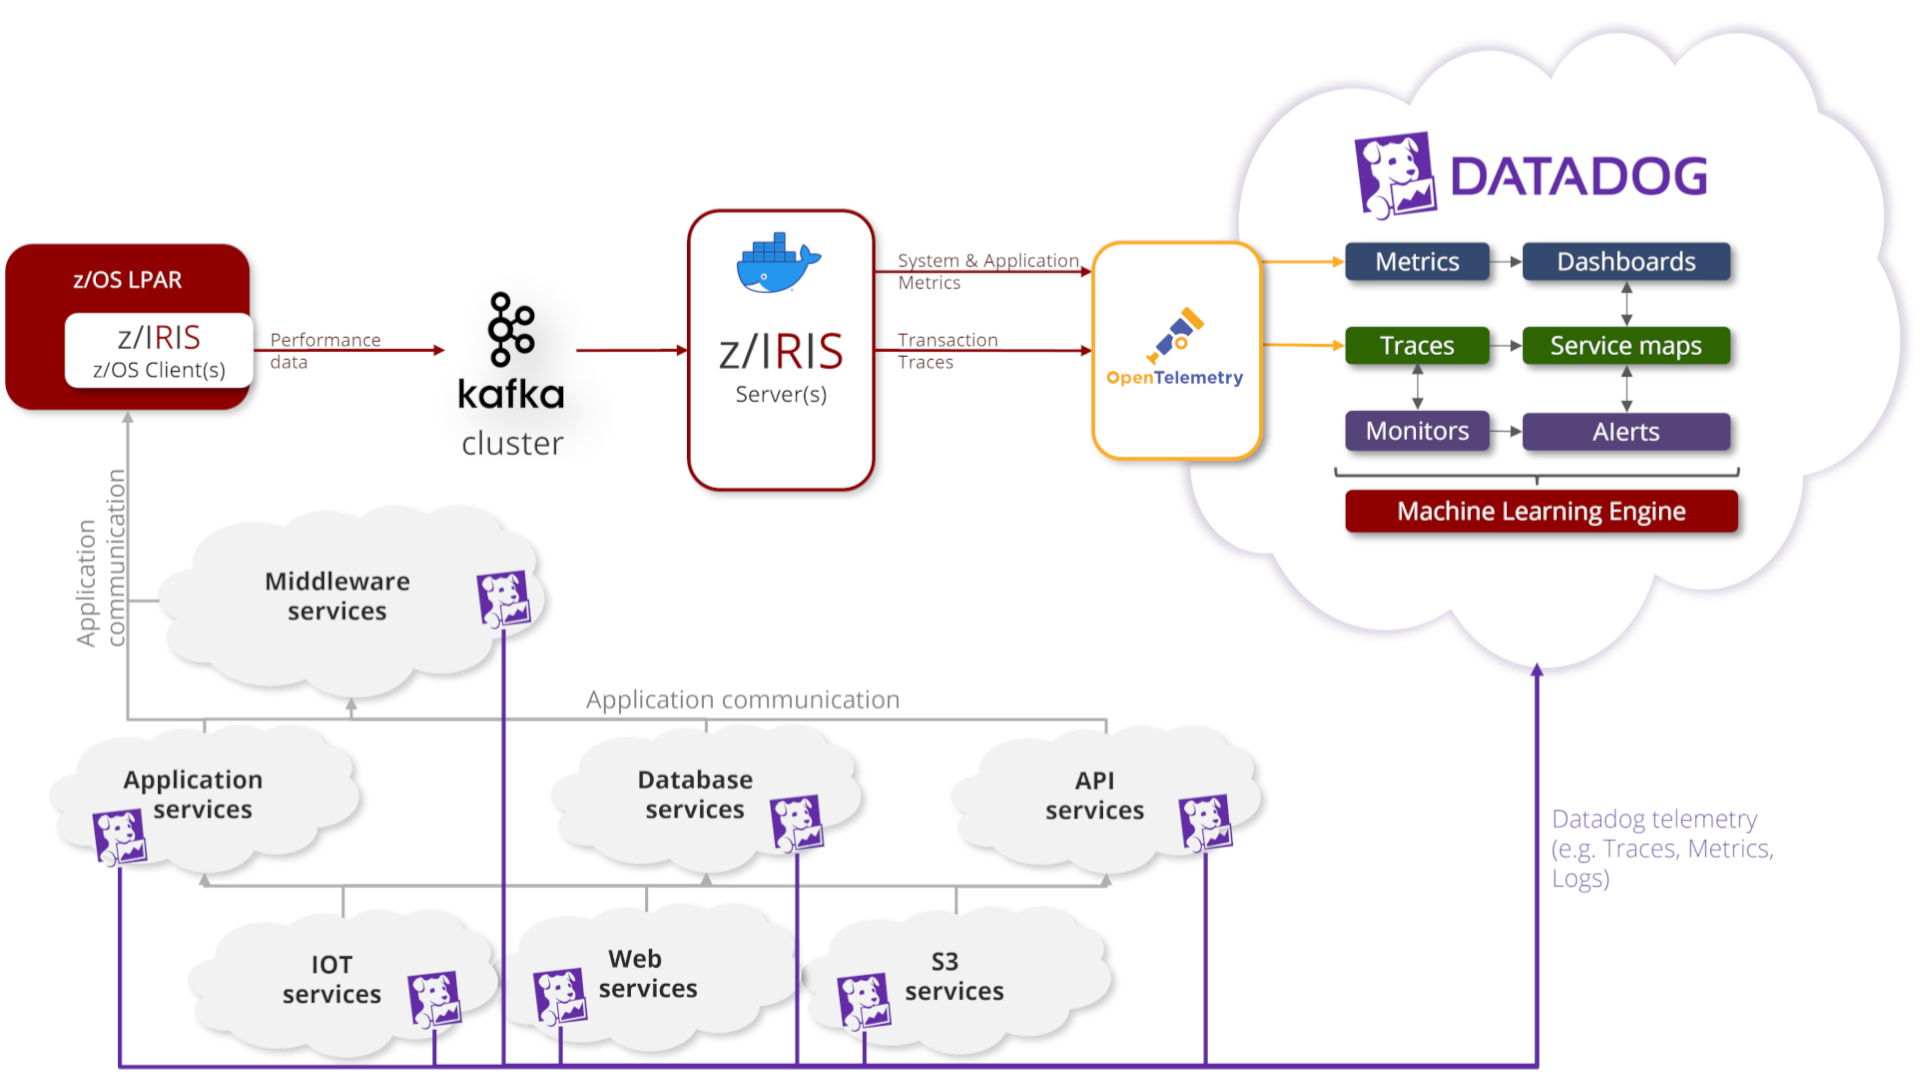 DATADOG
z/OS LPAR
z/IRIS
z/OS Client(s)
Performance
data
kafka
cluster
z/IRIS
Server(s)
System & Application
Metrics
Transaction
Traces
OpenTelemetry
Metrics
Dashboards
Traces
Service maps
Monitors
Alerts
Machine Learning Engine
Application
communication
Middleware
services
Application communication
Application
services
Database
services
API
services
Datadog telemetry
(e.g. Traces, Metrics,
Logs)
IOT
services
Web
services
S3
services